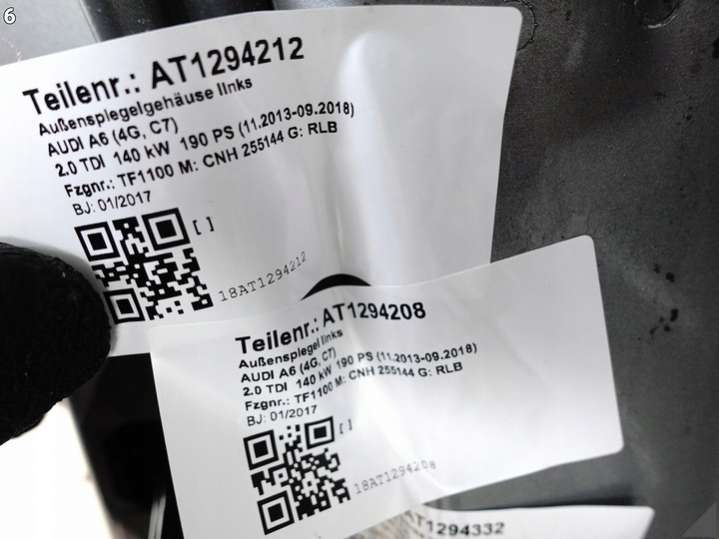 6
Teilenr.: AT1294212
Außenspiegelgehäuse links
AUDI A6 (4G, C7)
2.0 TDI 140 kW 190 PS (11.2013-09.2018)
Fzgnr.: TF1100 M: CNH 255144 G: RLB
BJ: 01/2017
[ ]
18AT1294212
Teilenr.: AT1294208
Außenspiegel links
AUDI A6 (4G, C7)
2.0 TDI 140 kW 190 PS (11.2013-09.2018)
Fzgnr.: TF1100 M: CNH 255144 G: RLB
BJ: 01/2017
[ ]
18AT1294208
AT1294332